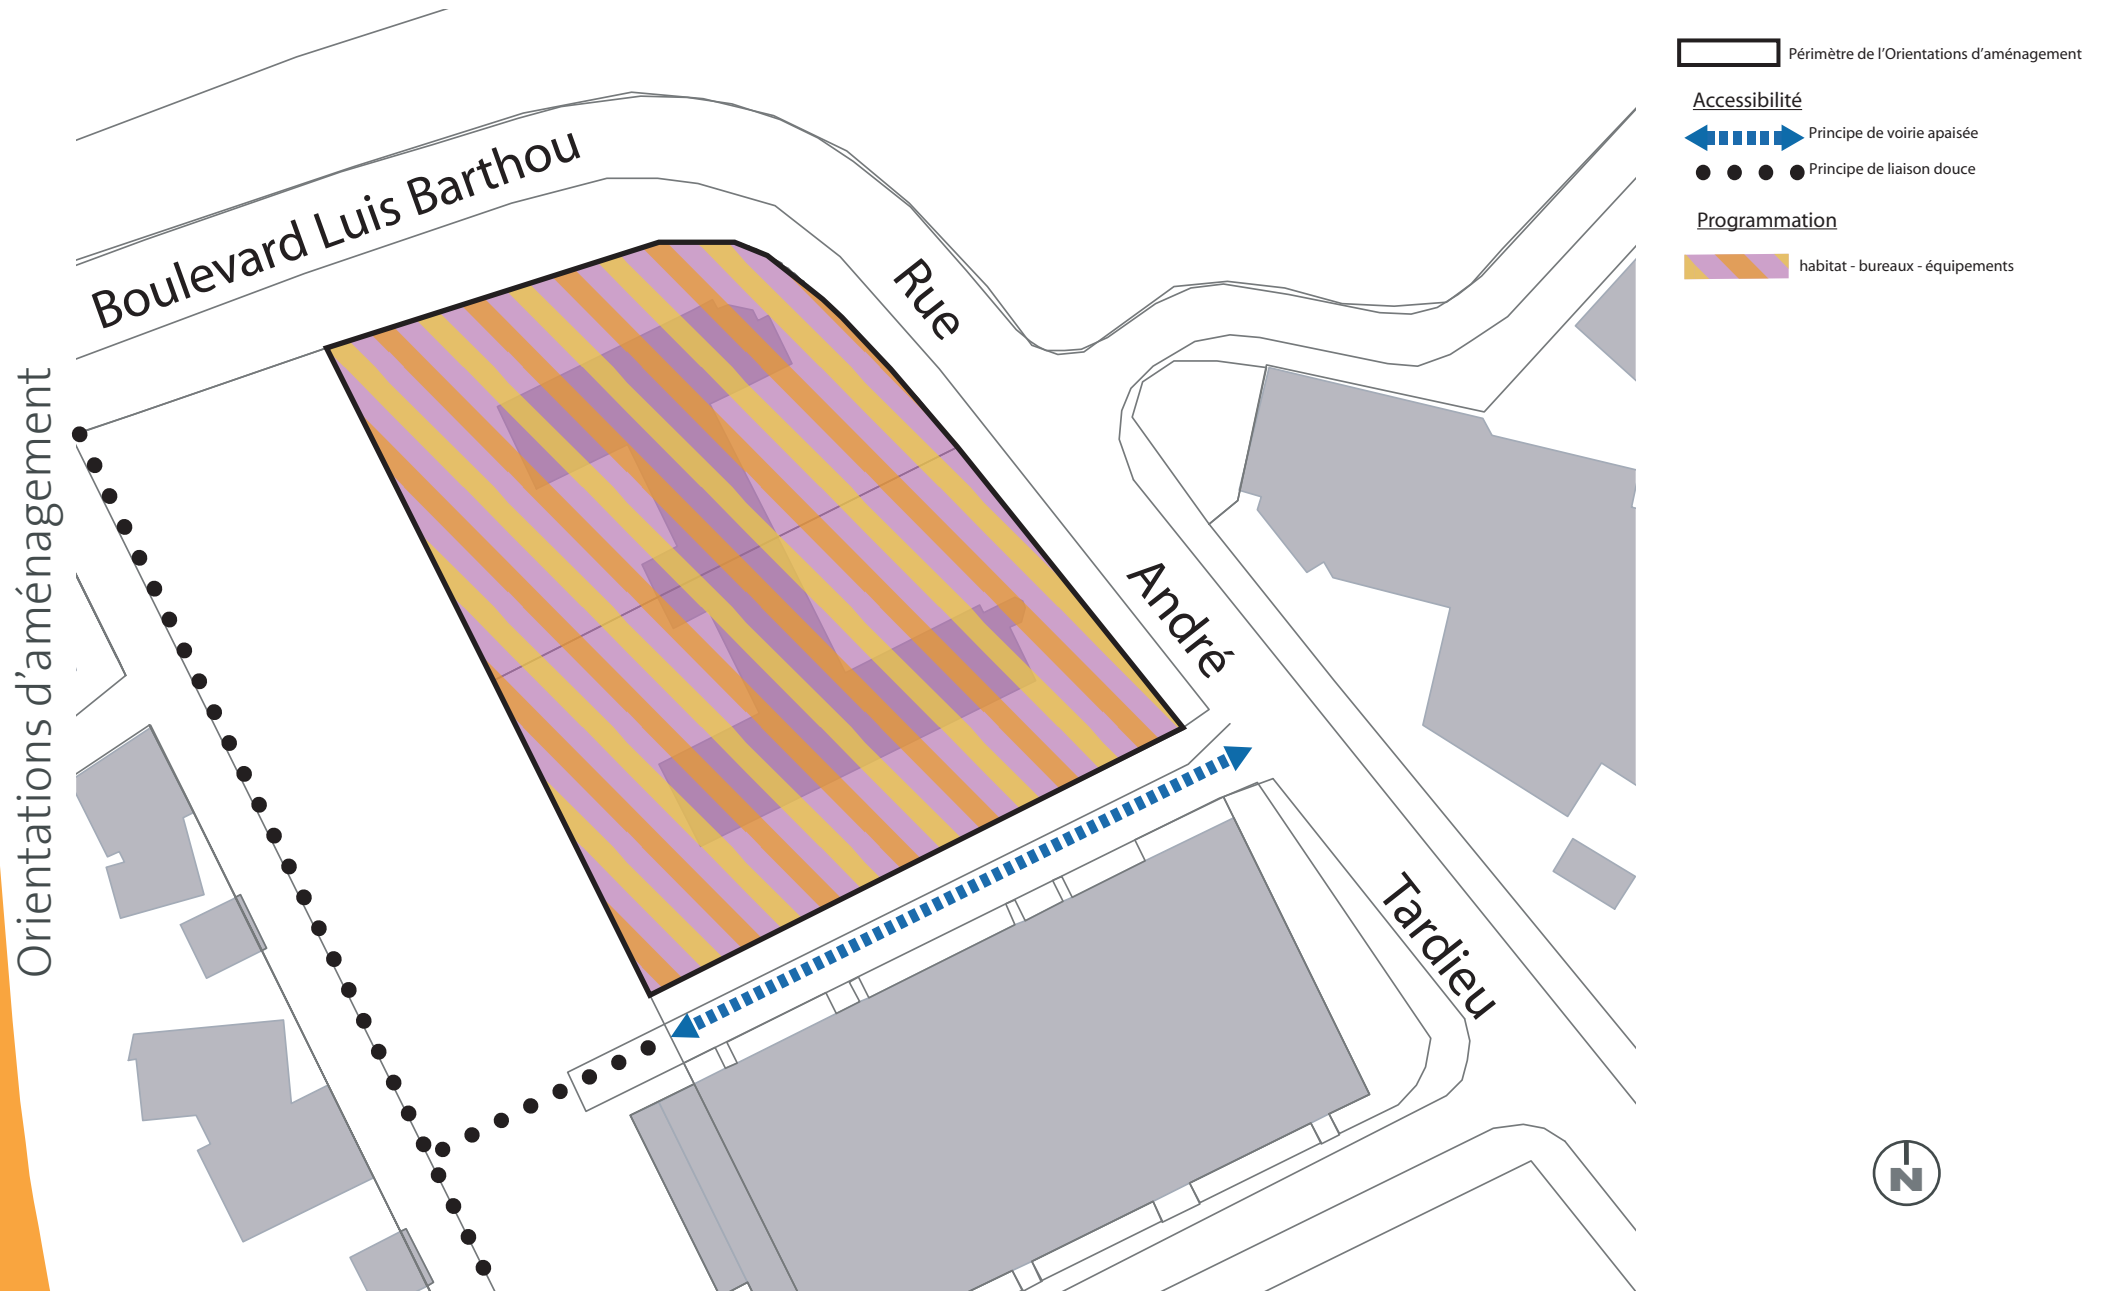 Orientations d'aménagement
Boulevard Luis Barthou
Rue
André
Tardieu
Périmètre de l'Orientations d'aménagement
Accessibilité
Principe de voirie apaisée
Principe de liaison douce
Programmation
habitat - bureaux - équipements
N